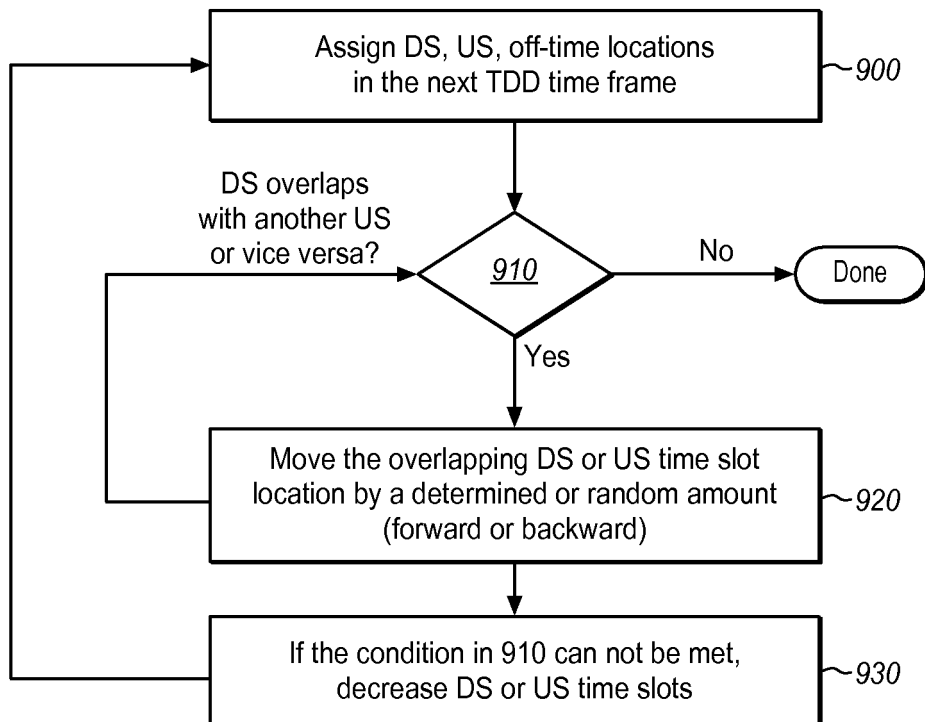 Assign DS, US, off-time locations
in the next TDD time frame
900
DS overlaps
with another US
or vice versa?
910
No
Done
Yes
Move the overlapping DS or US time slot
location by a determined or random amount
(forward or backward)
920
If the condition in 910 can not be met,
decrease DS or US time slots
930